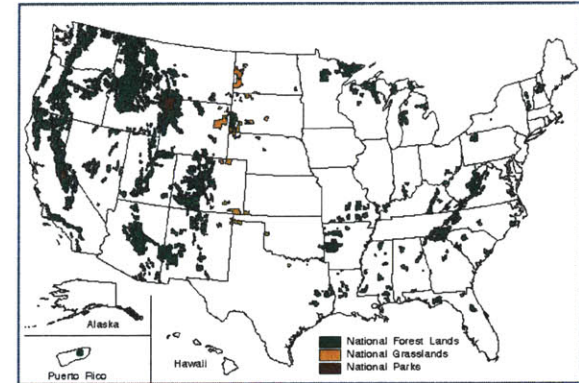 Alaska
Puerto Rico
Hawaii
National Forest Lands
National Grasslands
National Parks